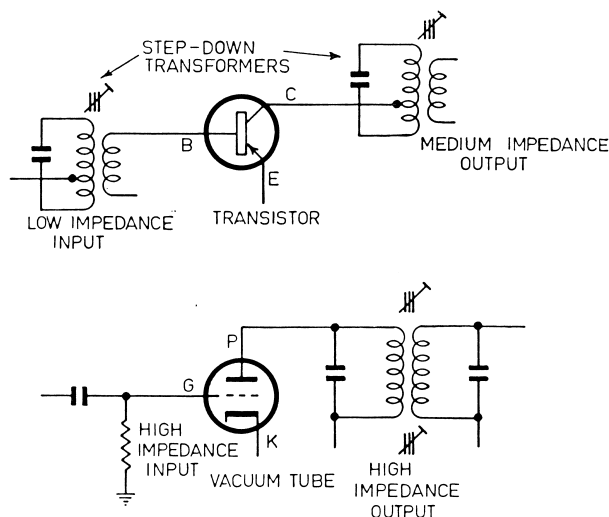 STEP-DOWN
TRANSFORMERS
C
B
E
MEDIUM IMPEDANCE
OUTPUT
TRANSISTOR
LOW IMPEDANCE
INPUT
P
G
K
HIGH
IMPEDANCE
INPUT
VACUUM TUBE
HIGH
IMPEDANCE
OUTPUT